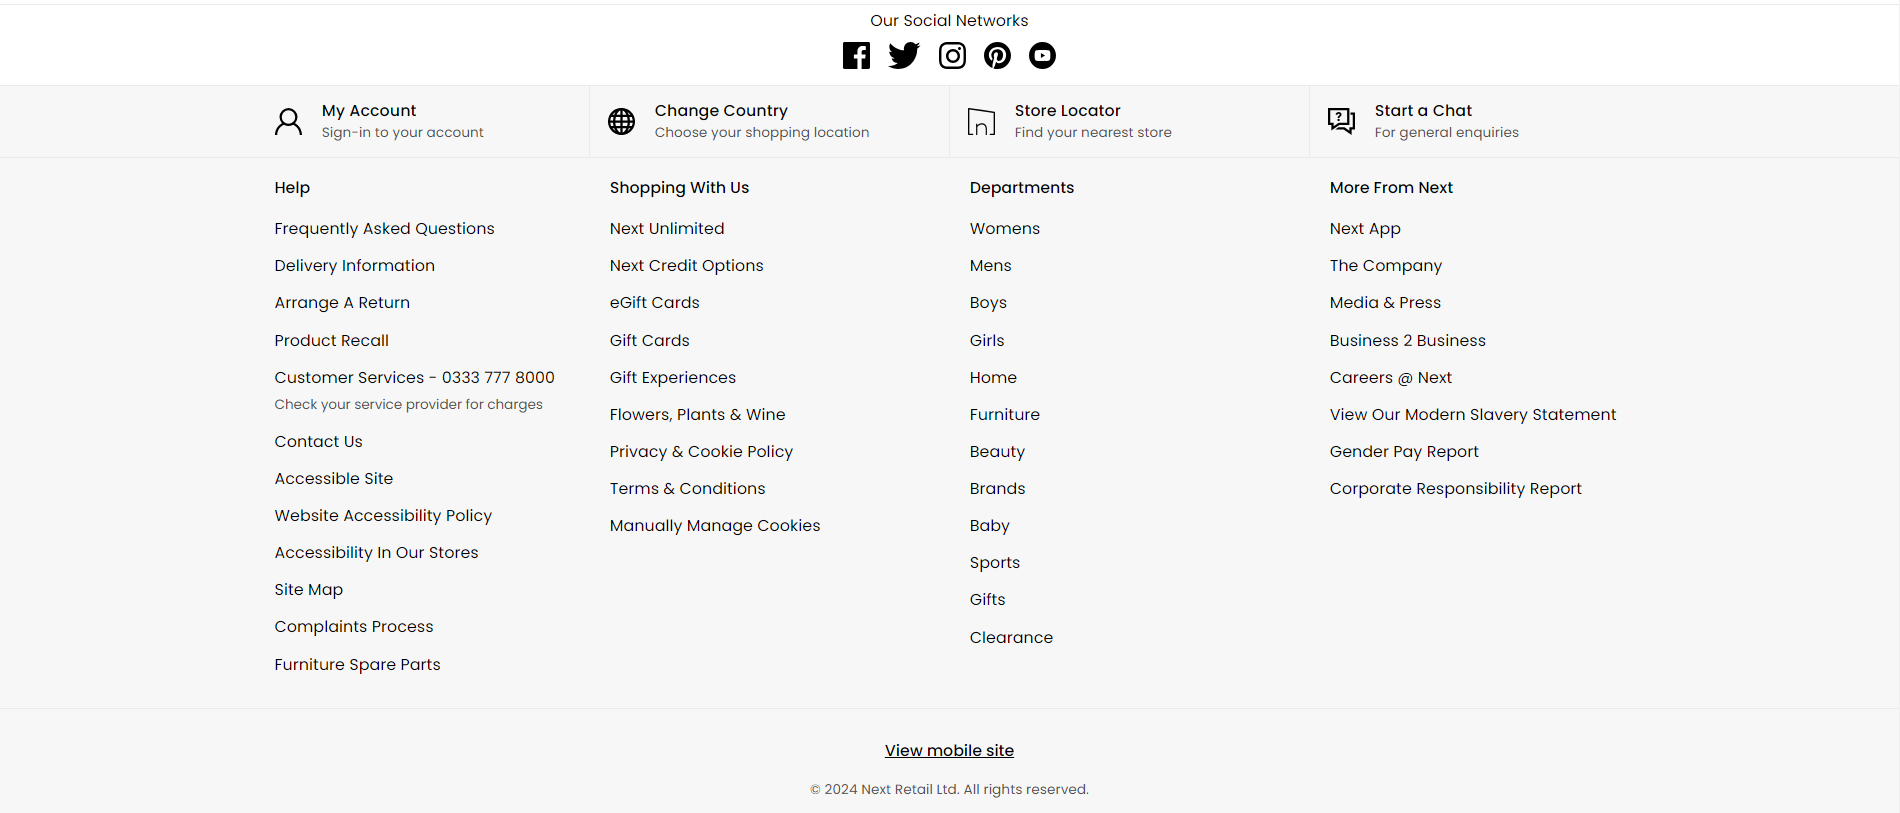 Our Social Networks
My Account
Sign-in to your account
Change Country
Choose your shopping location
Store Locator
Find your nearest store
Start a Chat
For general enquiries
Help
Frequently Asked Questions
Delivery Information
Arrange A Return
Product Recall
Customer Services - 0333 777 8000
Check your service provider for charges
Contact Us
Accessible Site
Website Accessibility Policy
Accessibility In Our Stores
Site Map
Complaints Process
Furniture Spare Parts
Shopping With Us
Next Unlimited
Next Credit Options
eGift Cards
Gift Cards
Gift Experiences
Flowers, Plants & Wine
Privacy & Cookie Policy
Terms & Conditions
Manually Manage Cookies
Departments
Womens
Mens
Boys
Girls
Home
Furniture
Beauty
Brands
Baby
Sports
Gifts
Clearance
More From Next
Next App
The Company
Media & Press
Business 2 Business
Careers @ Next
View Our Modern Slavery Statement
Gender Pay Report
Corporate Responsibility Report
View mobile site
© 2024 Next Retail Ltd. All rights reserved.